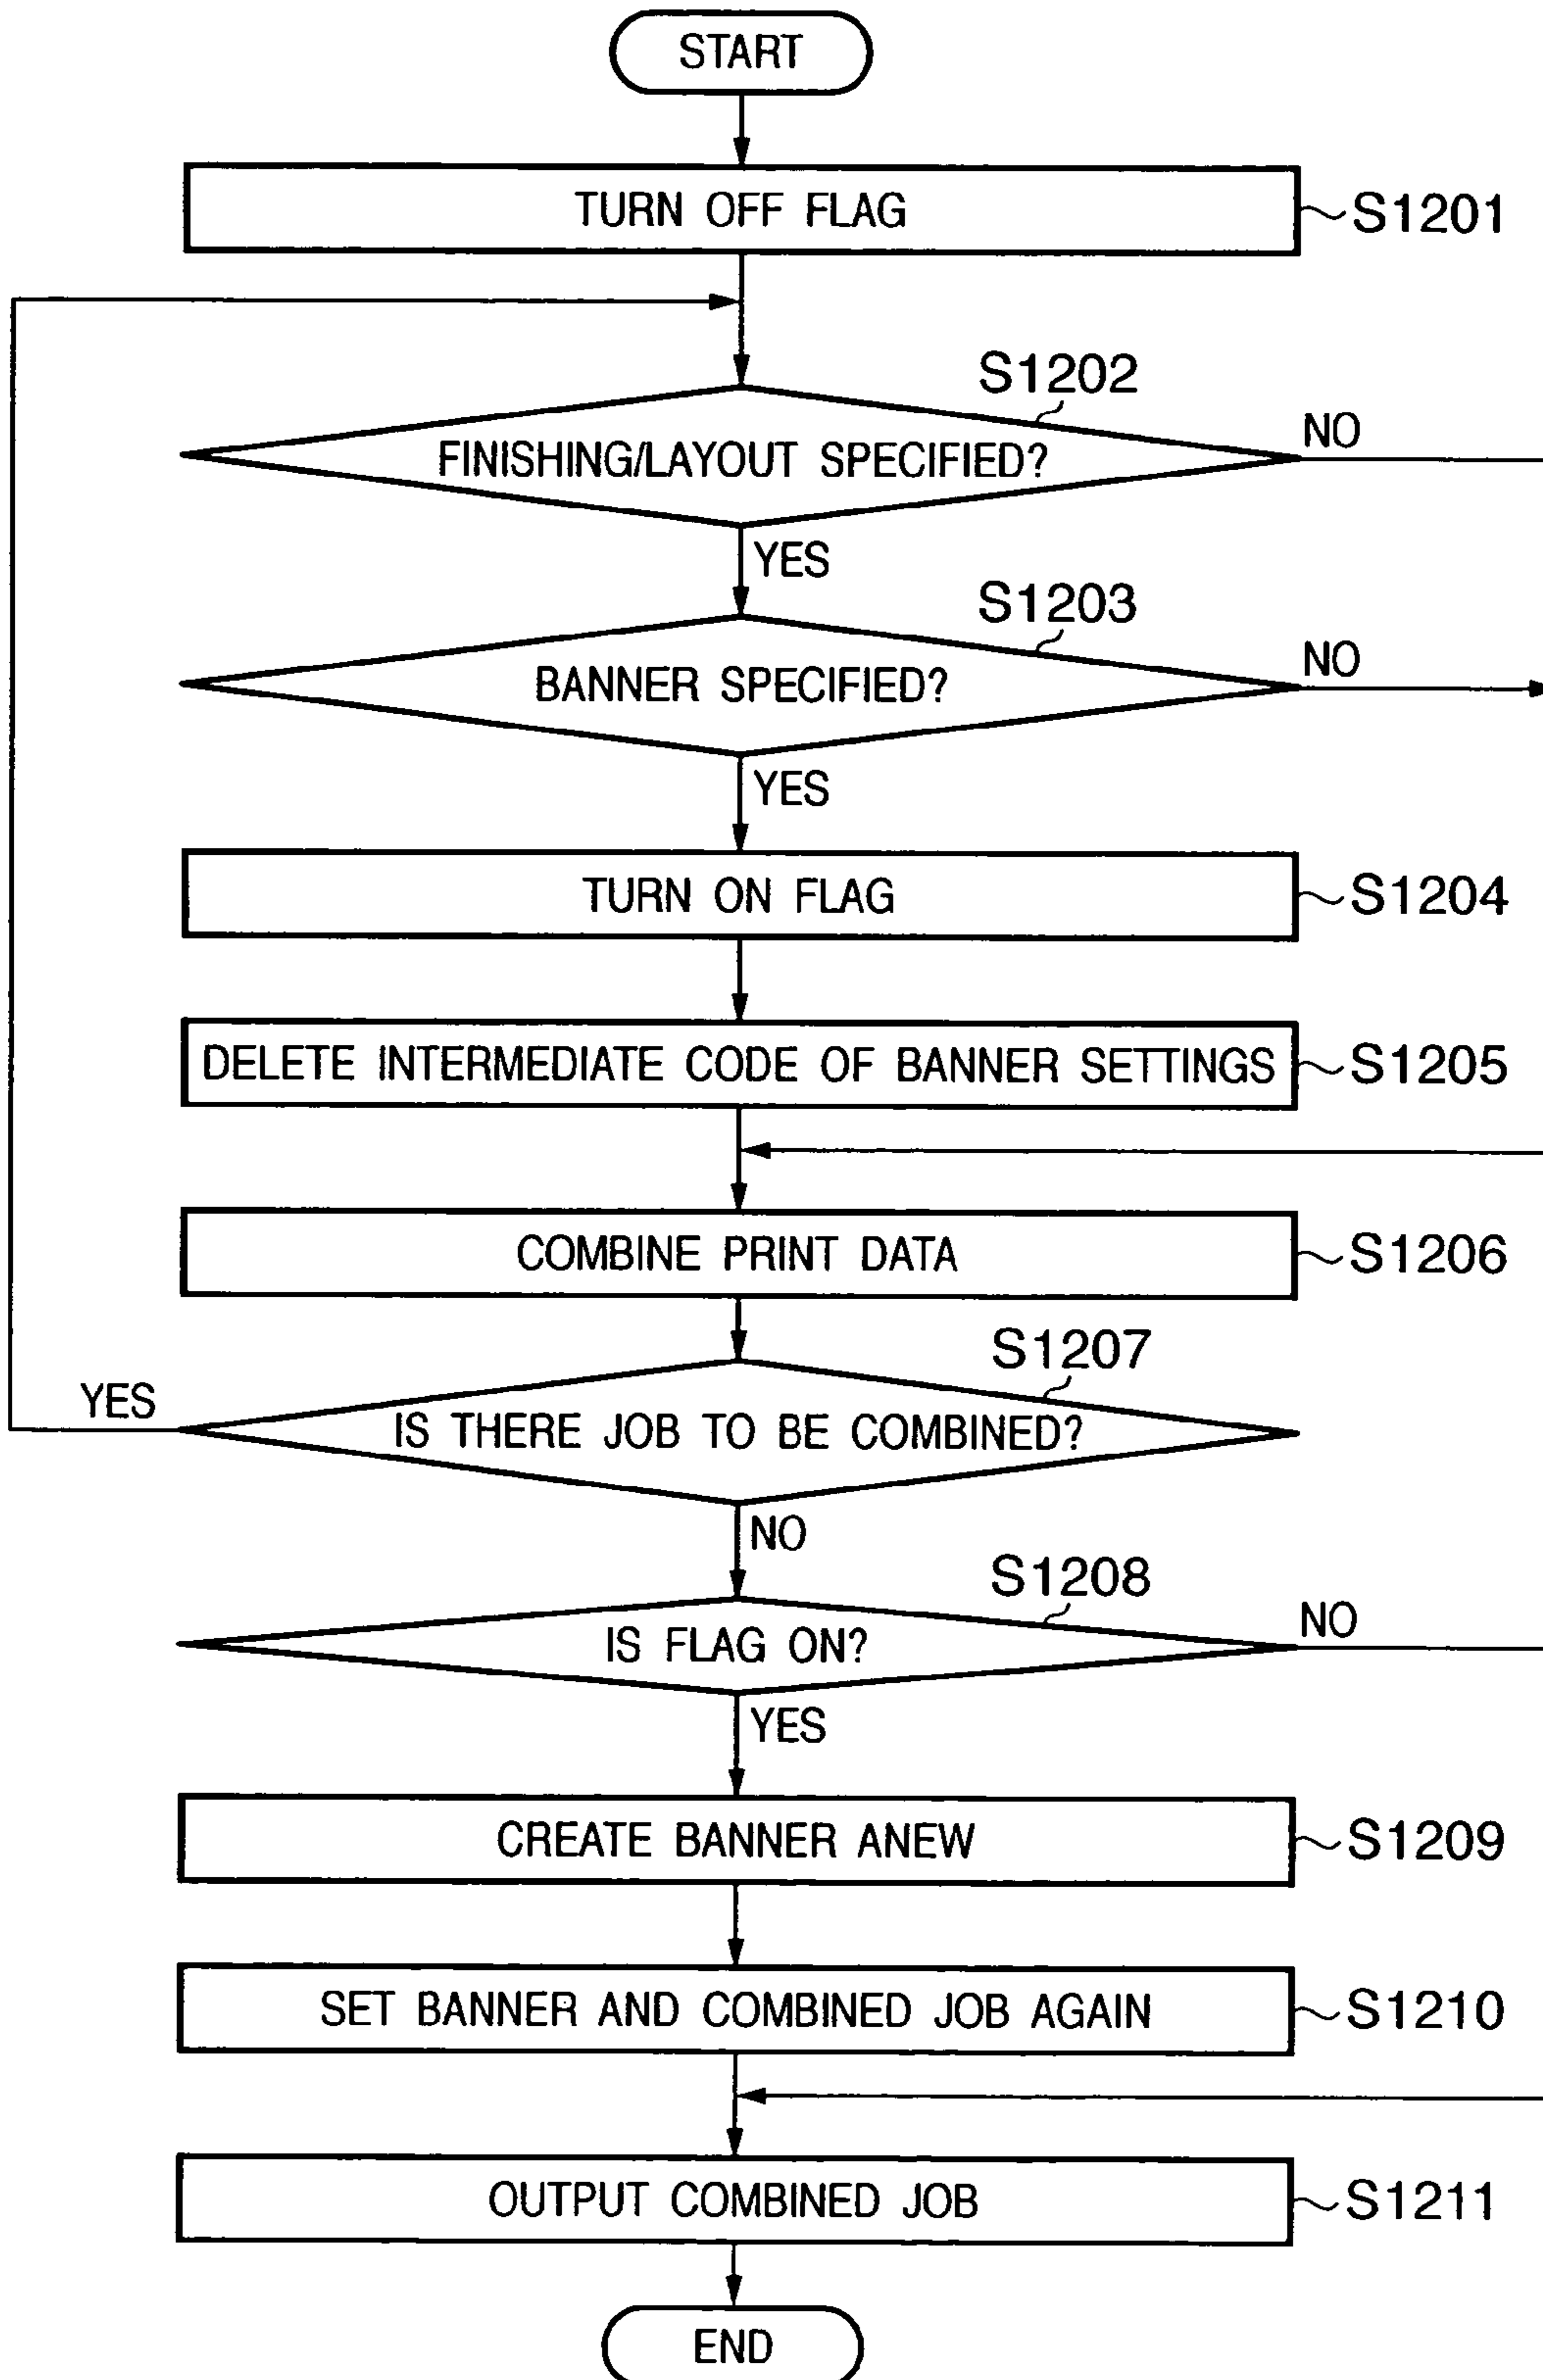 START
TURN OFF FLAG
S1201
S1202
FINISHING/LAYOUT SPECIFIED?
NO
YES
S1203
BANNER SPECIFIED?
NO
YES
TURN ON FLAG
S1204
DELETE INTERMEDIATE CODE OF BANNER SETTINGS
S1205
COMBINE PRINT DATA
S1206
S1207
YES
IS THERE JOB TO BE COMBINED?
NO
S1208
IS FLAG ON?
NO
YES
CREATE BANNER ANEW
S1209
SET BANNER AND COMBINED JOB AGAIN
S1210
OUTPUT COMBINED JOB
S1211
END